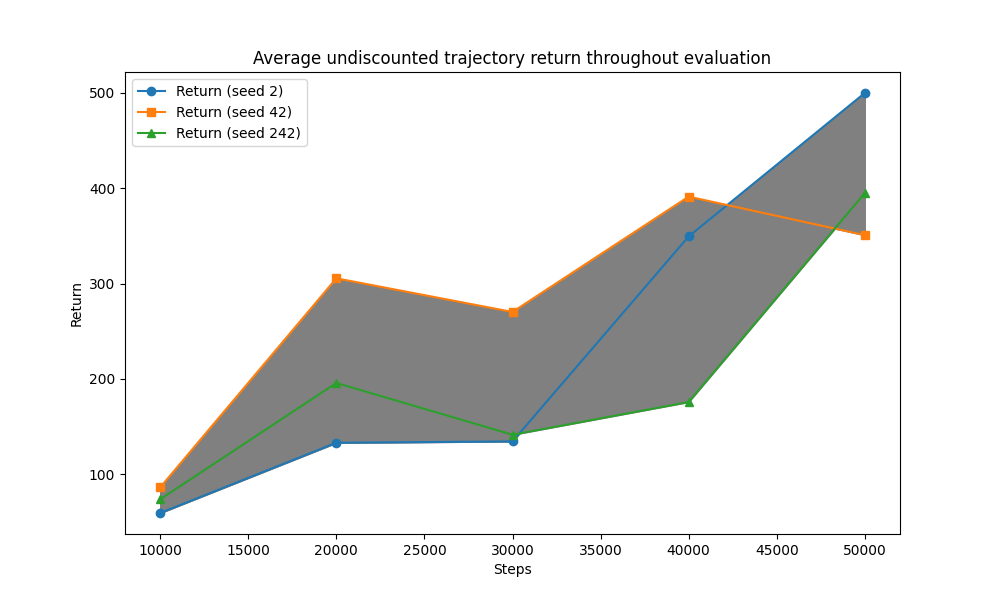 Average undiscounted trajectory return throughout evaluation
Return (seed 2)
Return (seed 42)
Return (seed 242)
500
400
300
200
100
Return
10000 15000 20000 25000 30000 35000 40000 45000 50000
Steps